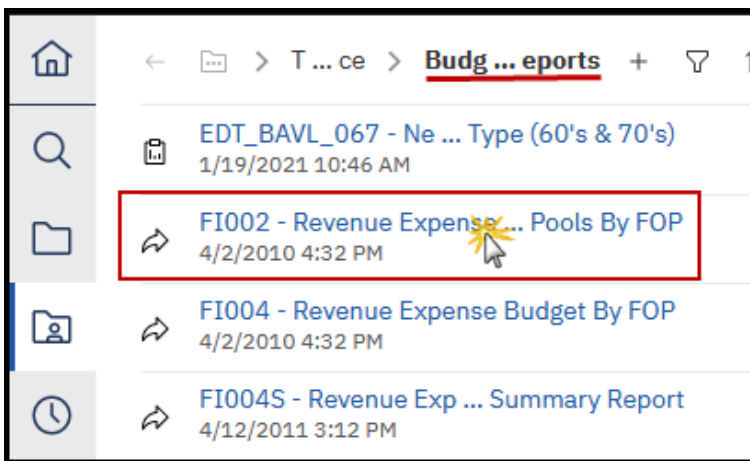 T ... ce > Budg ... eports +
EDT_BAVL_067 - Ne ... Type (60's & 70's)
1/19/2021 10:46 AM
FI002 - Revenue Expense ... Pools By FOP
4/2/2010 4:32 PM
FI004 - Revenue Expense Budget By FOP
4/2/2010 4:32 PM
FI004S - Revenue Exp ... Summary Report
4/12/2011 3:12 PM